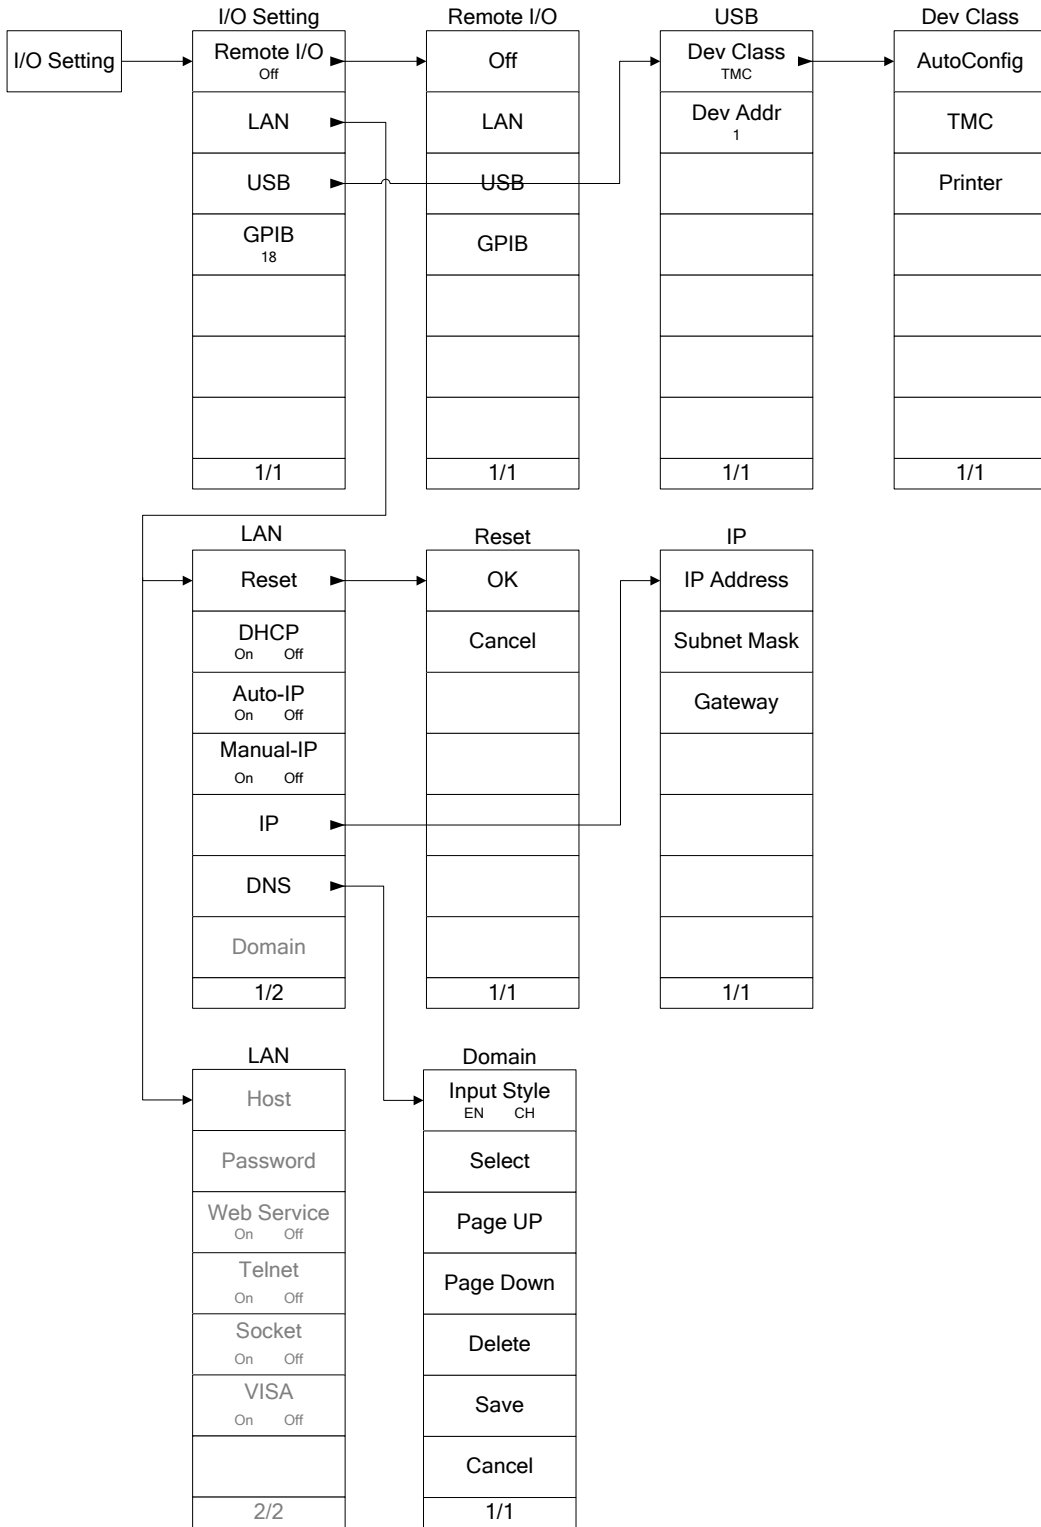 I/O Setting
I/O Setting
Remote I/O
Off
LAN
USB
GPIB
18
1/1
Remote I/O
Off
LAN
USB
GPIB
1/1
USB
Dev Class
TMC
Dev Addr
1
1/1
Dev Class
AutoConfig
TMC
Printer
1/1
LAN
Reset
DHCP
On Off
Auto-IP
On Off
Manual-IP
On Off
IP
DNS
Domain
1/2
Reset
OK
Cancel
1/1
IP
IP Address
Subnet Mask
Gateway
1/1
LAN
Host
Password
Web Service
On Off
Telnet
On Off
Socket
On Off
VISA
On Off
2/2
Domain
Input Style
EN CH
Select
Page UP
Page Down
Delete
Save
Cancel
1/1